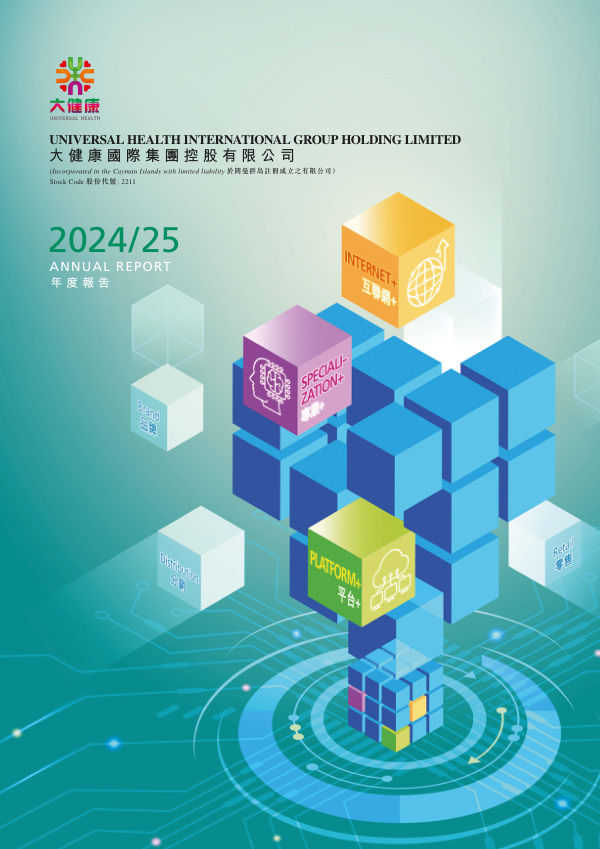 大健康
UNIVERSAL HEALTH
UNIVERSAL HEALTH INTERNATIONAL GROUP HOLDING LIMITED
大健康國際集團控股有限公司
(Incorporated in the Cayman Islands with limited liability 於開曼群島註冊成立之有限公司)
Stock Code 股份代號: 2211
2024/25
ANNUAL REPORT
年度報告
INTERNET+
互聯網+
SPECIALI-
ZATION+
專業+
Brand
品牌
PLATFORM+
平台+
Distribution
分銷
Retail
零售